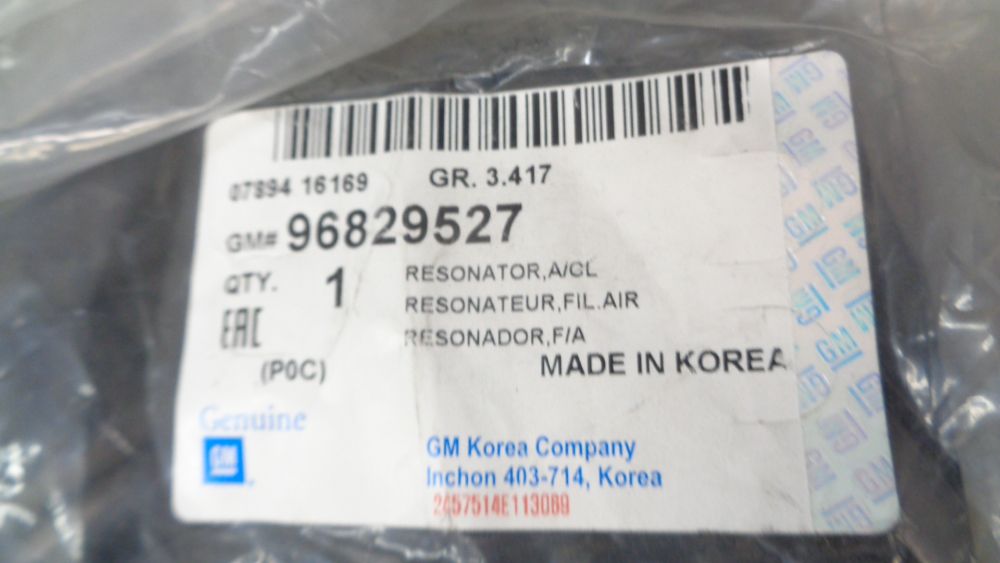 07894 16169 GR. 3.417
GM# 96829527
QTY. 1
RESONATOR,A/CL
RESONATEUR,FIL.AIR
RESONADOR,F/A
EAC
(P0C)
MADE IN KOREA
Genuine
GM
GM Korea Company
Inchon 403-714, Korea
2457514E113089
GM